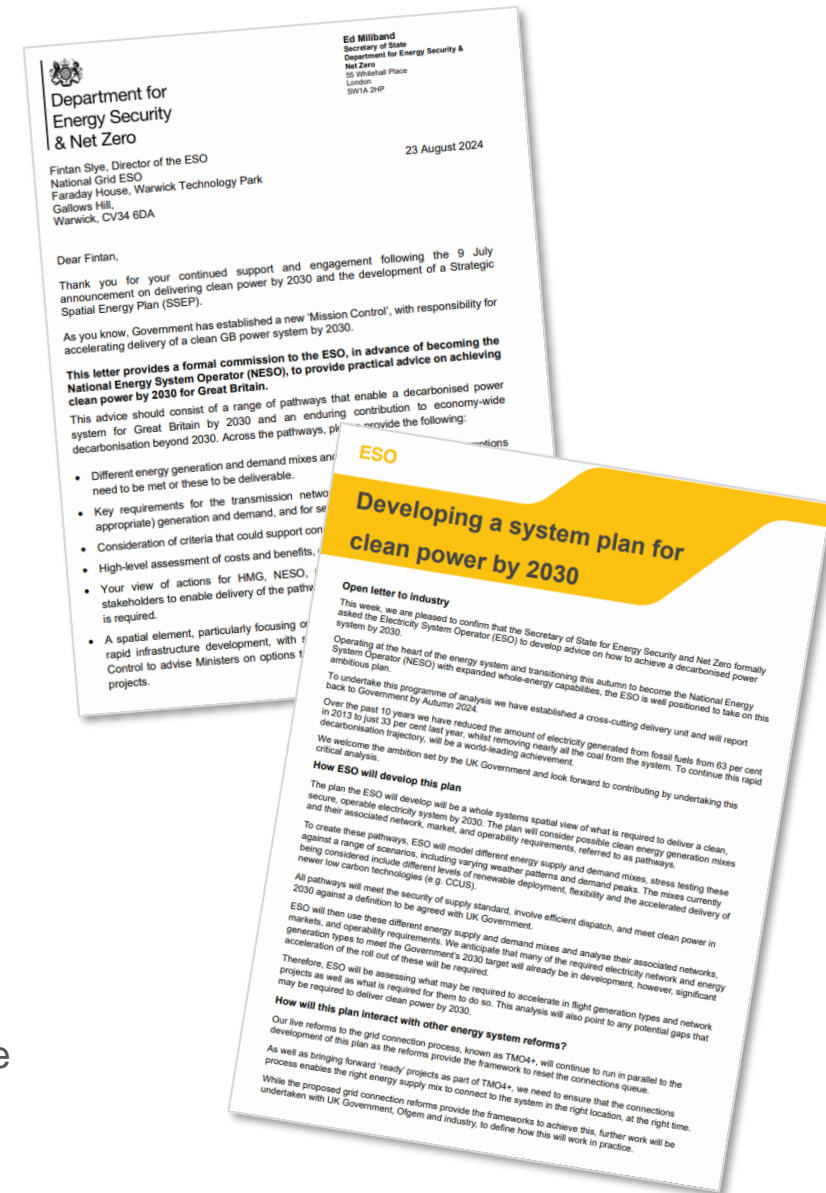 Department for
Energy Security
& Net Zero
Ed Miliband
Secretary of State
Department for Energy Security &
Net Zero
55 Whitehall Place
London
SW1A 2HP
23 August 2024
Fintan Slye, Director of the ESO
National Grid ESO
Faraday House, Warwick Technology Park
Gallows Hill,
Warwick, CV34 6DA
Dear Fintan,
Thank you for your continued support and engagement following the 9 July
announcement on delivering clean power by 2030 and the development of a Strategic
Spatial Energy Plan (SSEP).
As you know, Government has established a new 'Mission Control', with responsibility for
accelerating delivery of a clean GB power system by 2030.
This letter provides a formal commission to the ESO, in advance of becoming the
National Energy System Operator (NESO), to provide practical advice on achieving
clean power by 2030 for Great Britain.
This advice should consist of a range of pathways that enable a decarbonised power
system for Great Britain by 2030 and an enduring contribution to economy-wide
decarbonisation beyond 2030. Across the pathways, provide the following:
• Different energy generation and demand mixes and
need to be met or these to be deliverable.
• Key requirements for the transmission
appropriate) generation and demand, and for
• Consideration of criteria that could support
• High-level assessment of costs and benefits,
• Your view of actions for HMG, NESO,
stakeholders to enable delivery of the
is required.
• A spatial element, particularly focusing
rapid infrastructure development, with
Control to advise Ministers on options
projects.
ESO
Developing a system plan for
clean power by 2030
Open letter to industry
This week, we are pleased to confirm that the Secretary of State for Energy Security and Net Zero formally
asked the Electricity System Operator (ESO) to develop advice on how to achieve a decarbonised power
system by 2030.
Operating at the heart of the energy system and transitioning this autumn to become the National Energy
System Operator (NESO) with expanded whole-energy capabilities, the ESO is well positioned to take on this
ambitious plan.
To undertake this programme of analysis we have established a cross-cutting delivery unit and will report
back to Government by Autumn 2024.
Over the past 10 years we have reduced the amount of electricity generated from fossil fuels from 63 per cent
in 2013 to just 33 per cent last year, whilst removing nearly all the coal from the system. To continue this rapid
decarbonisation trajectory, will be a world-leading achievement.
We welcome the ambition set by the UK Government and look forward to contributing by undertaking this
critical analysis.
How ESO will develop this plan
The plan the ESO will develop will be a whole systems spatial view of what is required to deliver a clean,
secure, operable electricity system by 2030. The plan will consider possible clean energy generation mixes
and their associated network, market, and operability requirements, referred to as pathways.
To create these pathways, ESO will model different energy supply and demand mixes, stress testing these
against a range of scenarios, including varying weather patterns and demand peaks. The mixes currently
being considered include different levels of renewable deployment, flexibility and the accelerated delivery of
newer low carbon technologies (e.g. CCUS).
All pathways will meet the security of supply standard, involve efficient dispatch, and meet clean power in
2030 against a definition to be agreed with UK Government.
ESO will then use these different energy supply and demand mixes and analyse their associated networks,
markets, and operability requirements. We anticipate that many of the required electricity network and energy
generation types to meet the Government's 2030 target will already be in development, however, significant
acceleration of the roll out of these will be required.
Therefore, ESO will be assessing what may be required to accelerate in flight generation types and network
projects as well as what is required for them to do so. This analysis will also point to any potential gaps that
may be required to deliver clean power by 2030.
How will this plan interact with other energy system reforms?
Our live reforms to the grid connection process, known as TMO4+, will continue to run in parallel to the
development of this plan as the reforms provide the framework to reset the connections queue.
As well as bringing forward 'ready' projects as part of TMO4+, we need to ensure that the connections
process enables the right energy supply mix to connect to the system in the right location, at the right time.
While the proposed grid connection reforms provide the frameworks to achieve this, further work will be
undertaken with UK Government, Ofgem and industry, to define how this will work in practice.